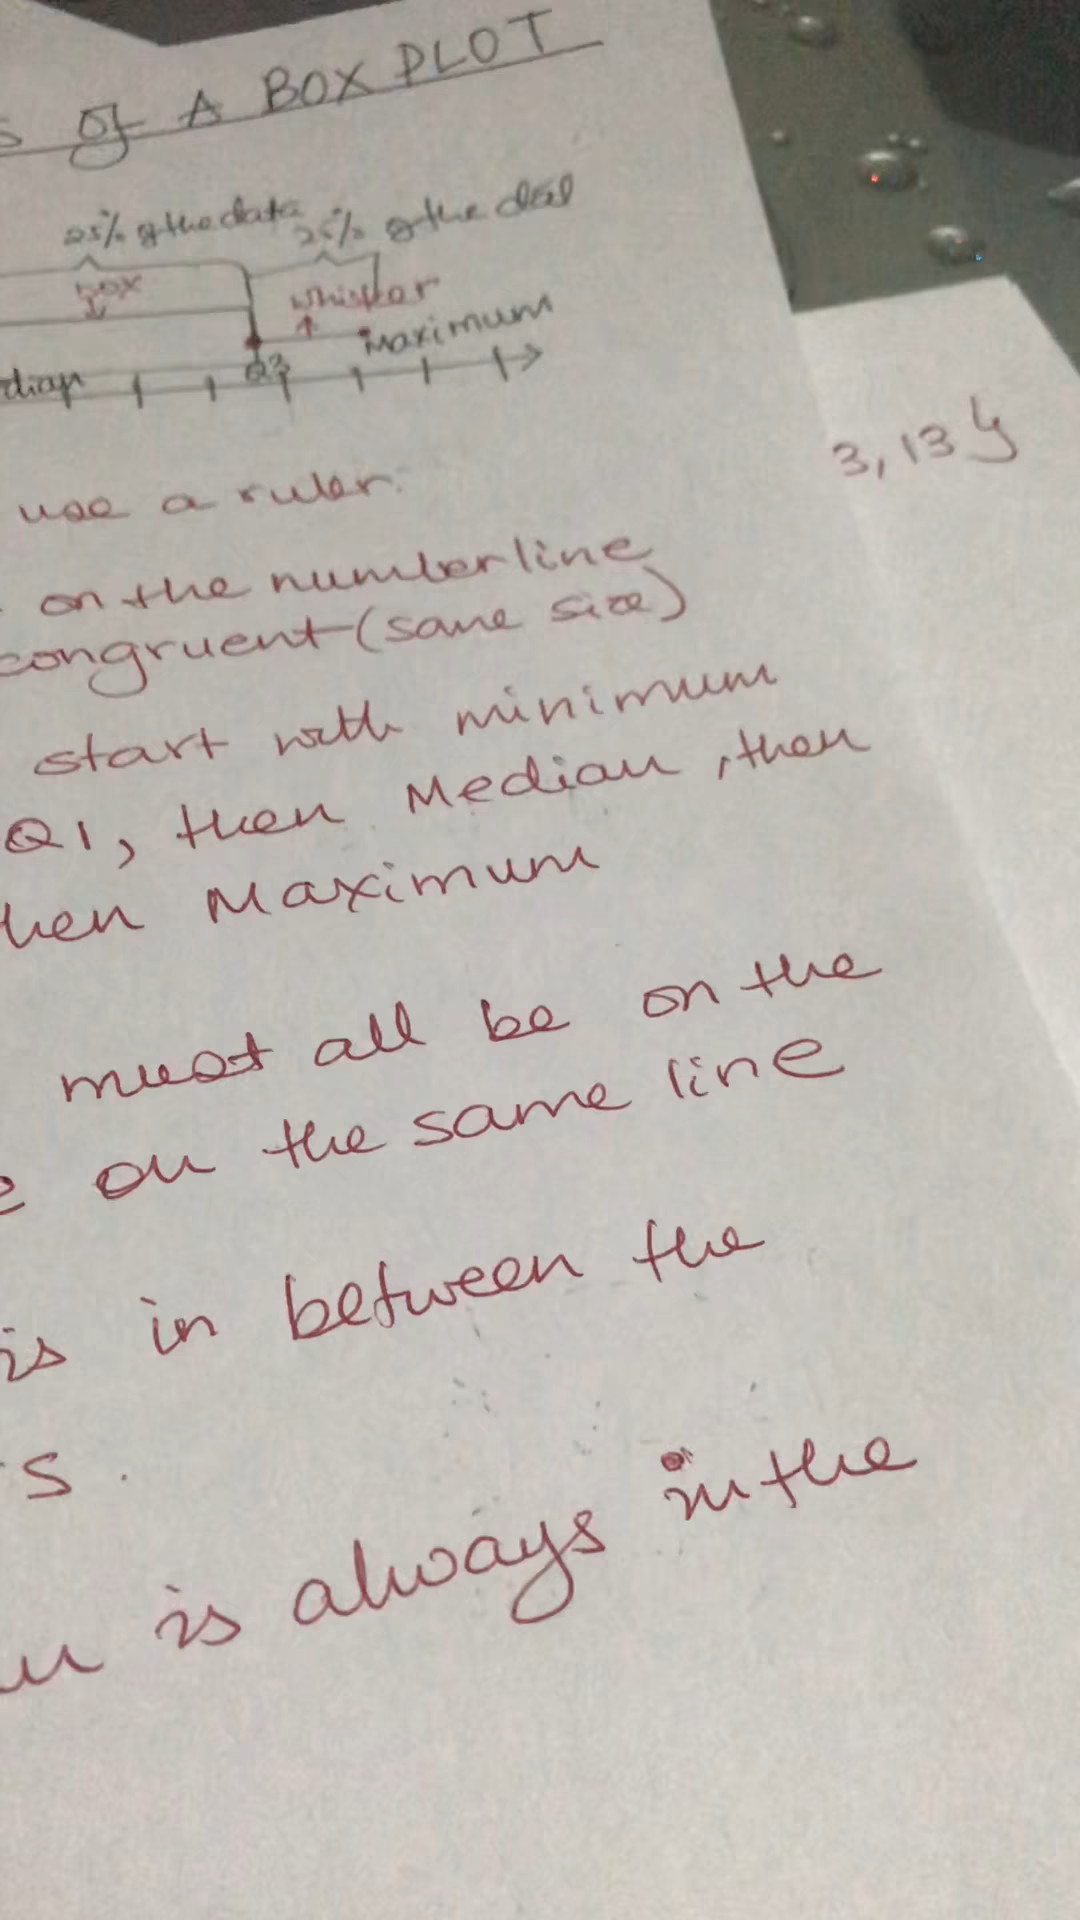 of A BOX PLOT
25% of the data
25% of the
box
whisker
Maximum
Q3
use a ruler.
on the numberline
congruent (same size)
start with minimum
Q1, then Median, then
then Maximum
must all be on the
on the same line
is in between the
s.
is always in the
3, 13